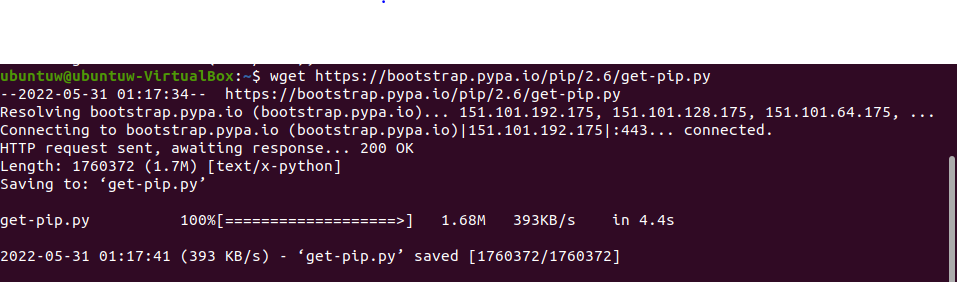 ubuntuw@ubuntuw-VirtualBox:~$ wget https://bootstrap.pypa.io/pip/2.6/get-pip.py
--2022-05-31 01:17:34--  https://bootstrap.pypa.io/pip/2.6/get-pip.py
Resolving bootstrap.pypa.io (bootstrap.pypa.io)... 151.101.192.175, 151.101.128.175, 151.101.64.175, ...
Connecting to bootstrap.pypa.io (bootstrap.pypa.io)|151.101.192.175|:443... connected.
HTTP request sent, awaiting response... 200 OK
Length: 1760372 (1.7M) [text/x-python]
Saving to: ‘get-pip.py’
get-pip.py          100%[===================>]   1.68M   393KB/s    in 4.4s
2022-05-31 01:17:41 (393 KB/s) - ‘get-pip.py’ saved [1760372/1760372]